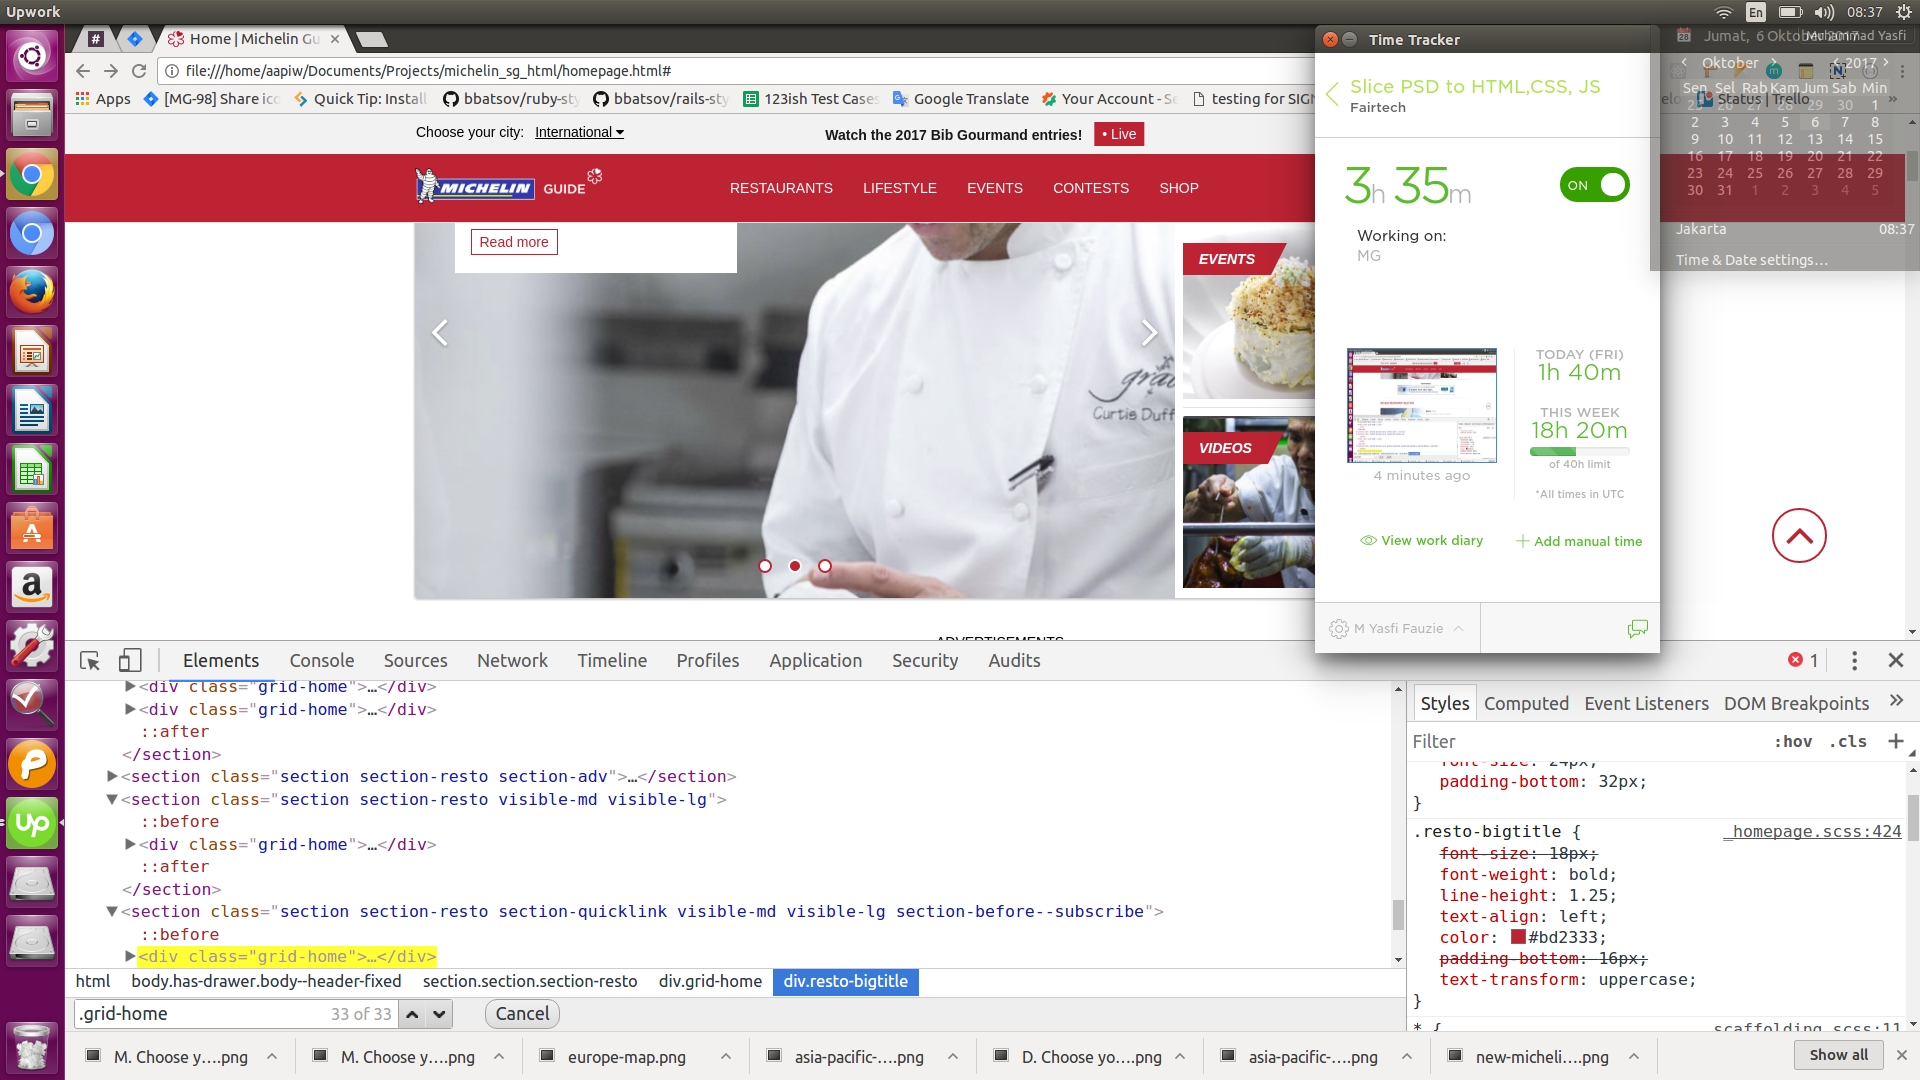 Upwork
En
08:37
Home | Michelin Gu
file:///home/aapiw/Documents/Projects/michelin_sg_html/homepage.html#
Apps
[MG-98] Share ico
Quick Tip: Install
bbatsov/ruby-sty
bbatsov/rails-sty
123ish Test Cases
Google Translate
Your Account - Se
testing for SIGN
Status | Trello
Choose your city: International
Watch the 2017 Bib Gourmand entries!
• Live
MICHELIN GUIDE
RESTAURANTS
LIFESTYLE
EVENTS
CONTESTS
SHOP
Read more
EVENTS
VIDEOS
Curtis Duff
ADVERTISEMENTS
Time Tracker
Slice PSD to HTML,CSS, JS
Fairtech
3h 35m
ON
Working on:
MG
4 minutes ago
TODAY (FRI)
1h 40m
THIS WEEK
18h 20m
of 40h limit
*All times in UTC
View work diary
Add manual time
M Yasfi Fauzie
Jumat, 6 Oktober 2017
Muhammad Yasfi
Oktober
2017
Sen Sel Rab Kam Jum Sab Min
25 26 27 28 29 30 1
2 3 4 5 6 7 8
9 10 11 12 13 14 15
16 17 18 19 20 21 22
23 24 25 26 27 28 29
30 31 1 2 3 4 5
Jakarta
08:37
Time & Date settings...
Elements
Console
Sources
Network
Timeline
Profiles
Application
Security
Audits
1
<div class="grid-home">…</div>
<div class="grid-home">…</div>
::after
</section>
<section class="section section-resto section-adv">…</section>
<section class="section section-resto visible-md visible-lg">
::before
<div class="grid-home">…</div>
::after
</section>
<section class="section section-resto section-quicklink visible-md visible-lg section-before--subscribe">
::before
<div class="grid-home">…</div>
html
body.has-drawer.body--header-fixed
section.section.section-resto
div.grid-home
div.resto-bigtitle
.grid-home
33 of 33
Cancel
Styles
Computed
Event Listeners
DOM Breakpoints
Filter
:hov
.cls
font-size: 24px;
padding-bottom: 32px;
}
.resto-bigtitle {
_homepage.scss:424
font-size: 18px;
font-weight: bold;
line-height: 1.25;
text-align: left;
color: #bd2333;
padding-bottom: 16px;
text-transform: uppercase;
}
* {
scaffolding.scss:11
M. Choose y....png
M. Choose y....png
europe-map.png
asia-pacific-....png
D. Choose yo....png
asia-pacific-....png
new-micheli....png
Show all